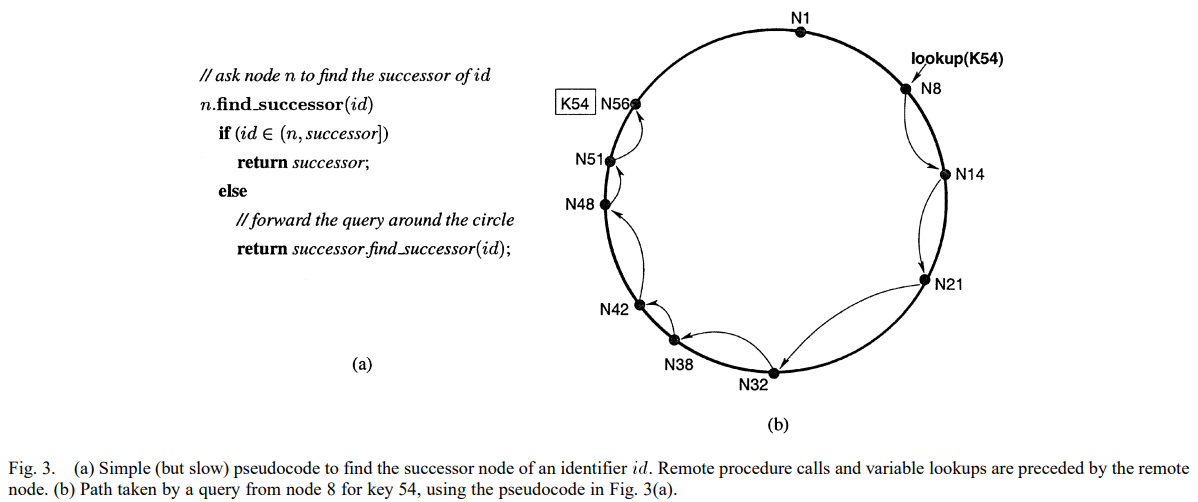 // ask node n to find the successor of id
n.find_successor(id)
if (id ∈ (n, successor])
return successor;
else
// forward the query around the circle
return successor.find_successor(id);
(a)
N1
lookup(K54)
N8
K54 N56
N51
N14
N48
N21
N42
N38
N32
(b)
Fig. 3. (a) Simple (but slow) pseudocode to find the successor node of an identifier id. Remote procedure calls and variable lookups are preceded by the remote
node. (b) Path taken by a query from node 8 for key 54, using the pseudocode in Fig. 3(a).